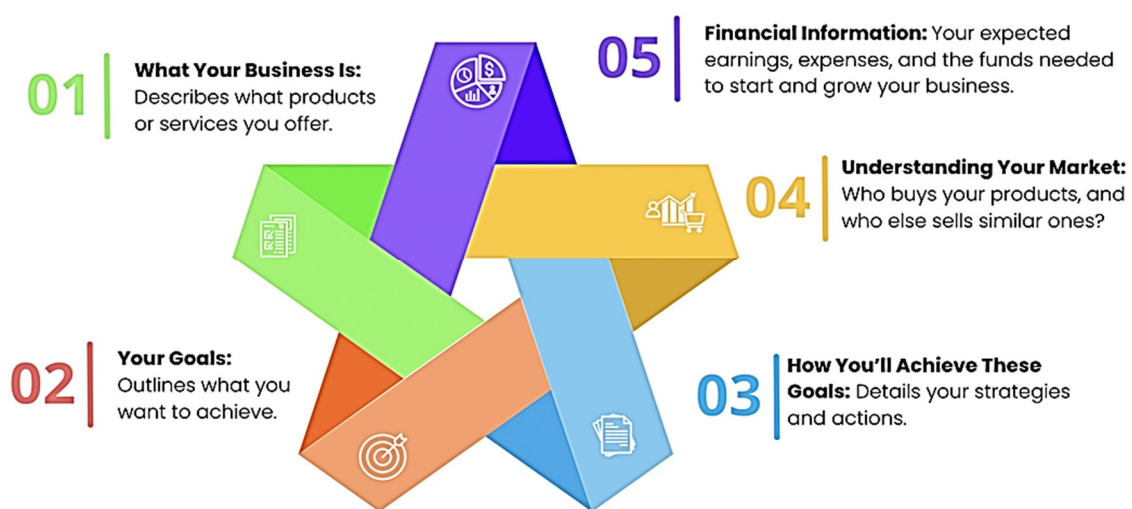 01
What Your Business Is:
Describes what products
or services you offer.
02
Your Goals:
Outlines what you
want to achieve.
03
How You’ll Achieve These
Goals: Details your strategies
and actions.
04
Understanding Your Market:
Who buys your products, and
who else sells similar ones?
05
Financial Information: Your expected
earnings, expenses, and the funds needed
to start and grow your business.
$